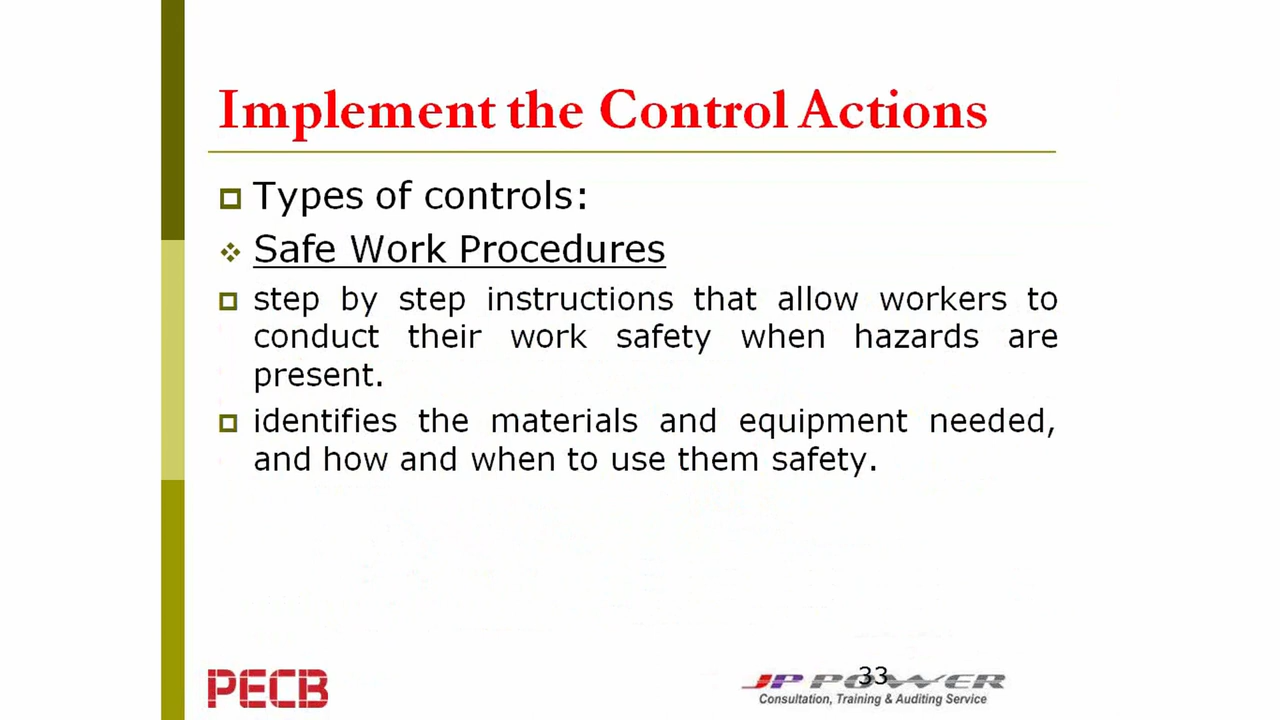 Implement the Control Actions
Types of controls:
Safe Work Procedures
step by step instructions that allow workers to
conduct their work safety when hazards are
present.
identifies the materials and equipment needed,
and how and when to use them safety.
PECB
JP POWER
33
Consultation, Training & Auditing Service